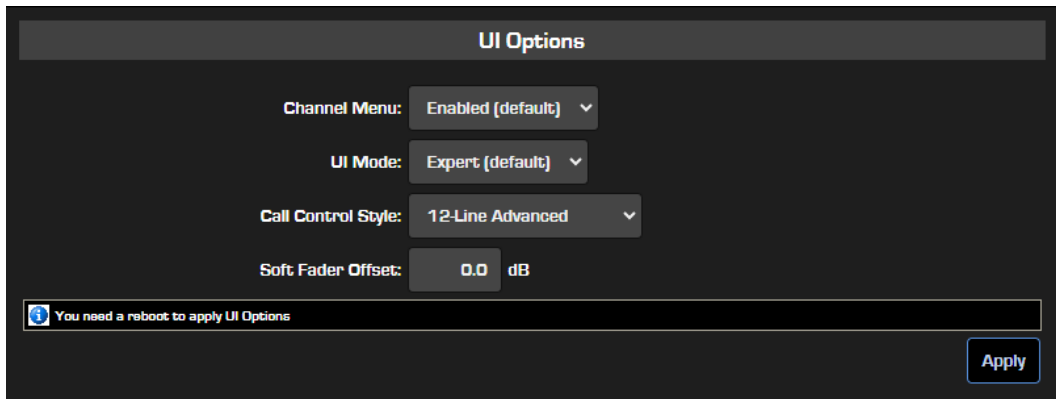 UI Options
Channel Menu: Enabled (default)
UI Mode: Expert (default)
Call Control Style: 12-Line Advanced
Soft Fader Offset: 0.0 dB
You need a reboot to apply UI Options
Apply